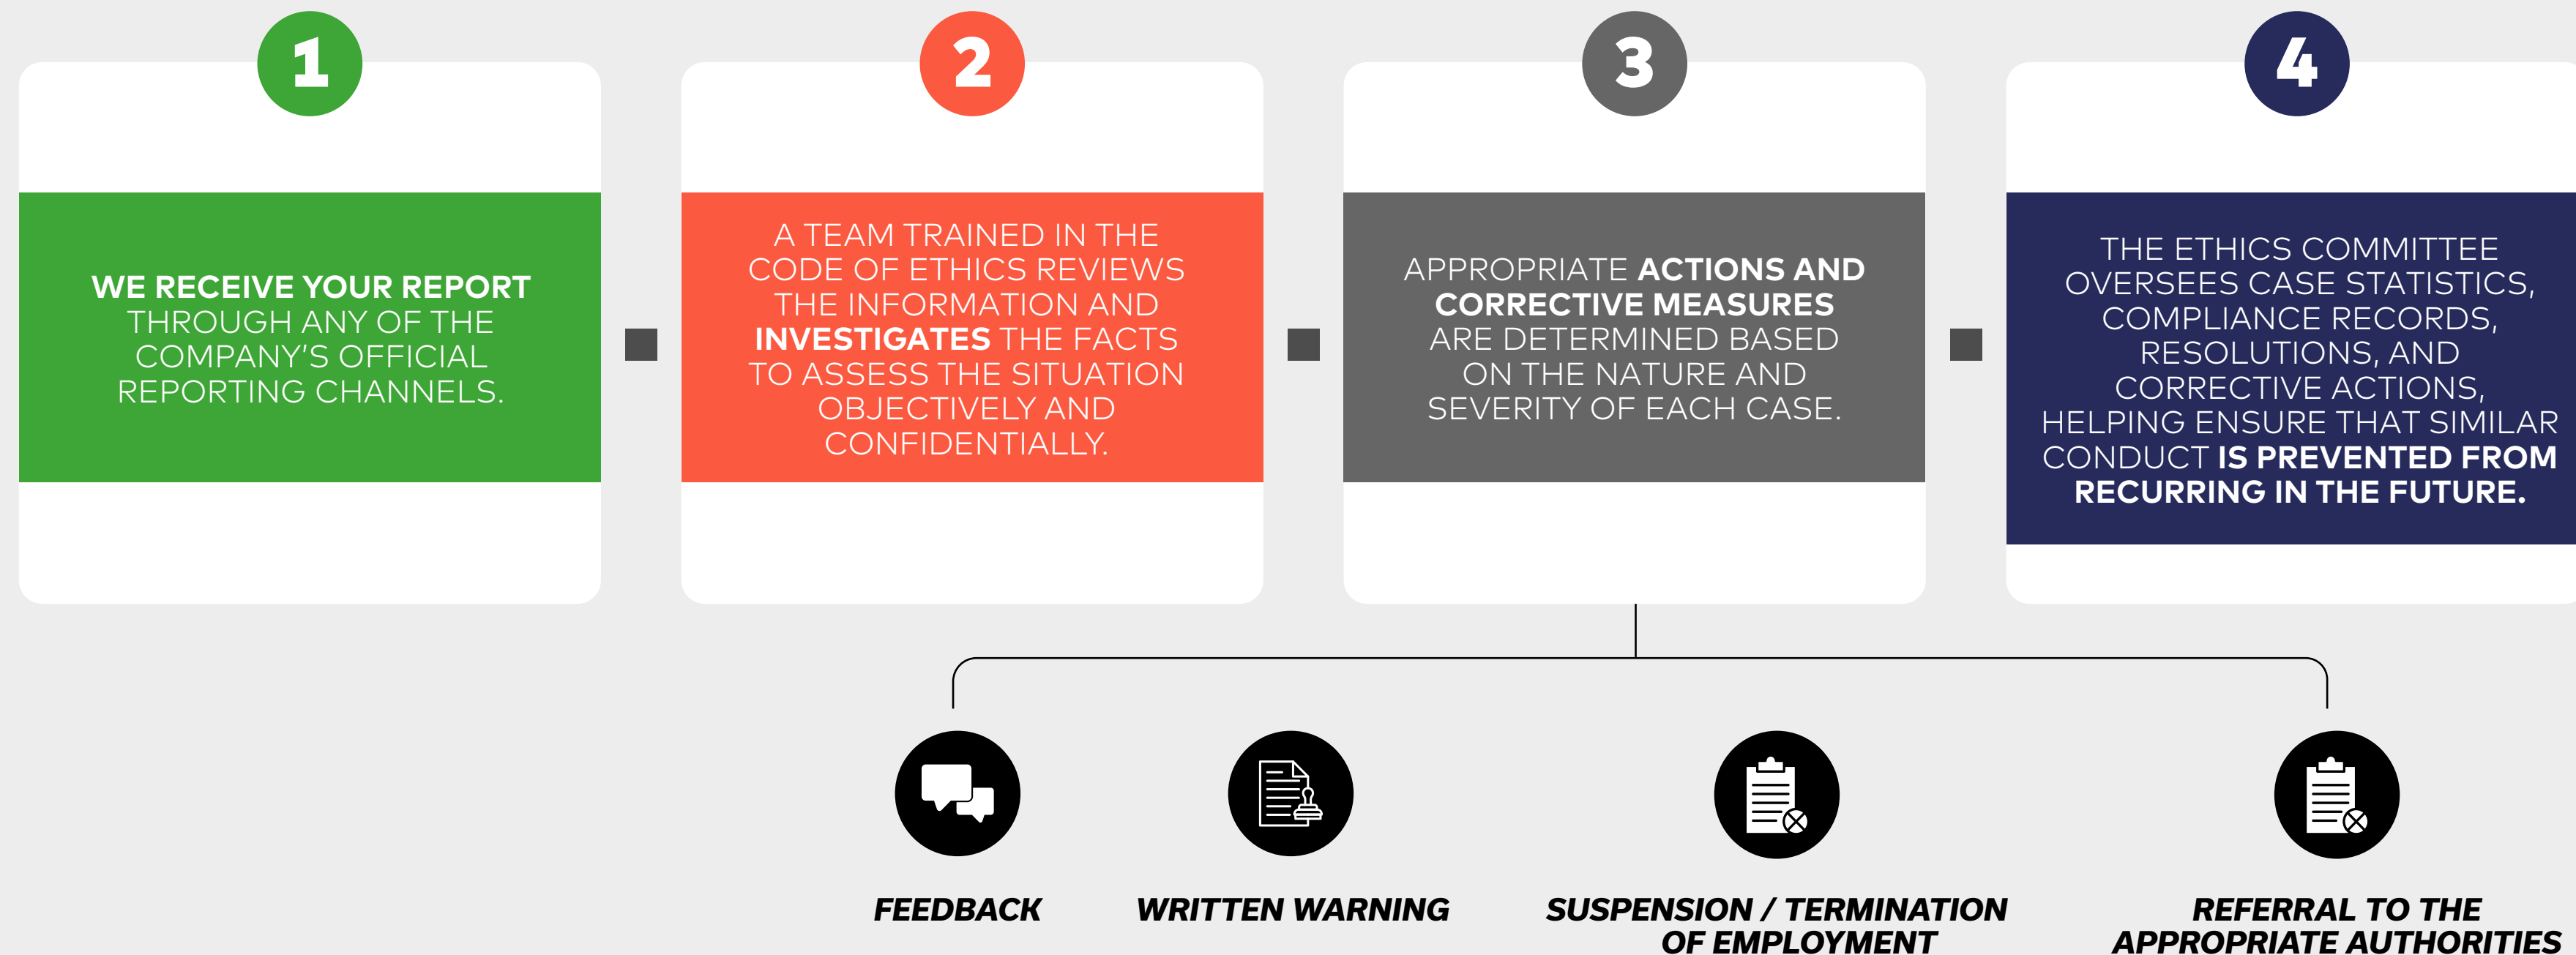 1
WE RECEIVE YOUR REPORT
THROUGH ANY OF THE
COMPANY'S OFFICIAL
REPORTING CHANNELS.
2
A TEAM TRAINED IN THE
CODE OF ETHICS REVIEWS
THE INFORMATION AND
INVESTIGATES THE FACTS
TO ASSESS THE SITUATION
OBJECTIVELY AND
CONFIDENTIALLY.
3
APPROPRIATE ACTIONS AND
CORRECTIVE MEASURES
ARE DETERMINED BASED
ON THE NATURE AND
SEVERITY OF EACH CASE.
4
THE ETHICS COMMITTEE
OVERSEES CASE STATISTICS,
COMPLIANCE RECORDS,
RESOLUTIONS, AND
CORRECTIVE ACTIONS,
HELPING ENSURE THAT SIMILAR
CONDUCT IS PREVENTED FROM
RECURRING IN THE FUTURE.
FEEDBACK
WRITTEN WARNING
SUSPENSION / TERMINATION
OF EMPLOYMENT
REFERRAL TO THE
APPROPRIATE AUTHORITIES